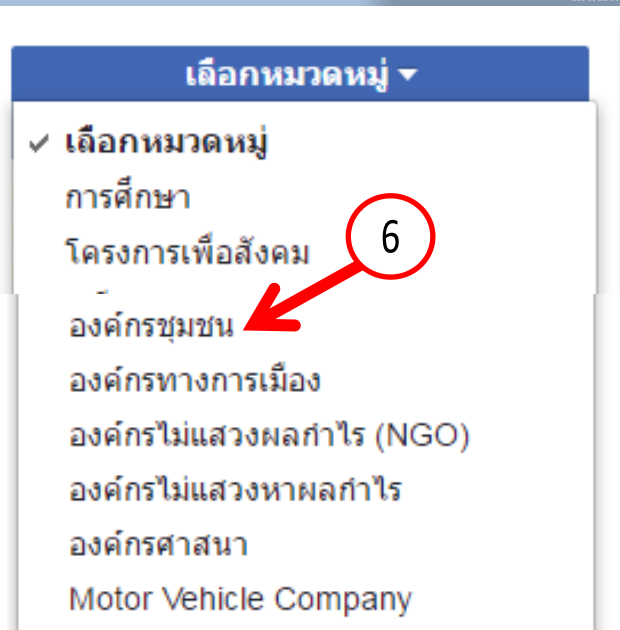 เลือกหมวดหมู่
เลือกหมวดหมู่
การศึกษา
โครงการเพื่อสังคม
6
องค์กรชุมชน
องค์กรทางการเมือง
องค์กรไม่แสวงผลกำไร (NGO)
องค์กรไม่แสวงหาผลกำไร
องค์กรศาสนา
Motor Vehicle Company